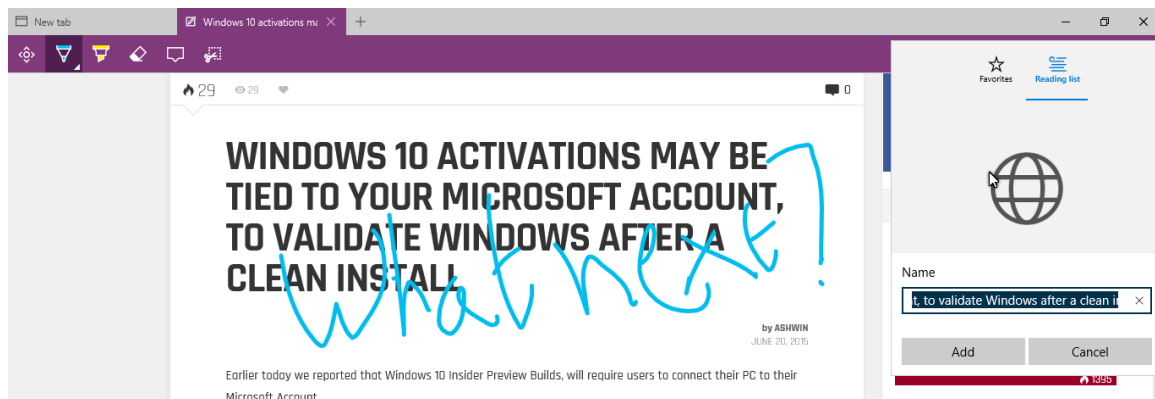 New tab
Windows 10 activations ma
Favorites
Reading list
29
29
0
WINDOWS 10 ACTIVATIONS MAY BE
TIED TO YOUR MICROSOFT ACCOUNT,
TO VALIDATE WINDOWS AFTER A
CLEAN INSTALL
what next?
by ASHWIN
JUNE 20, 2015
Earlier today we reported that Windows 10 Insider Preview Builds, will require users to connect their PC to their
Microsoft Account
Name
t, to validate Windows after a clean in
Add
Cancel
1395